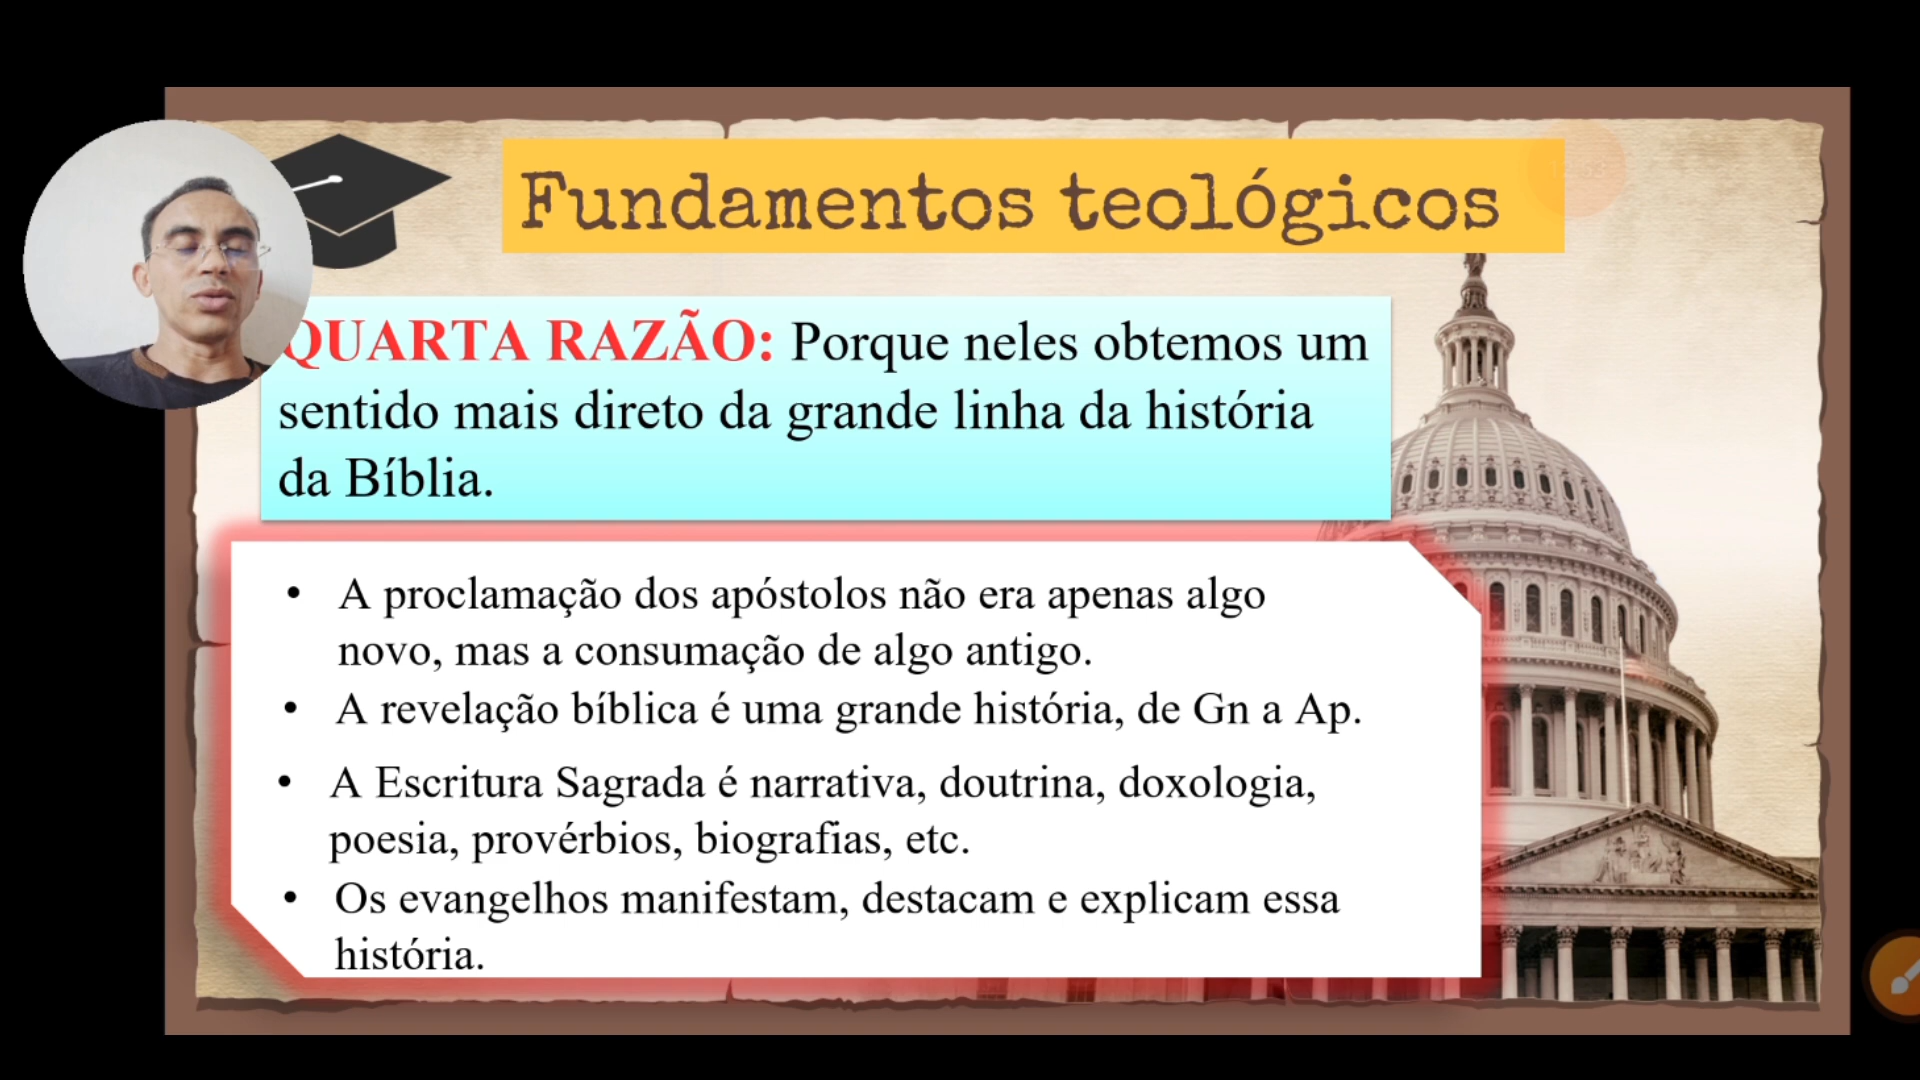 Fundamentos teológicos
QUARTA RAZÃO: Porque neles obtemos um
sentido mais direto da grande linha da história
da Bíblia.
• A proclamação dos apóstolos não era apenas algo
novo, mas a consumação de algo antigo.
• A revelação bíblica é uma grande história, de Gn a Ap.
• A Escritura Sagrada é narrativa, doutrina, doxologia,
poesia, provérbios, biografias, etc.
• Os evangelhos manifestam, destacam e explicam essa
história.